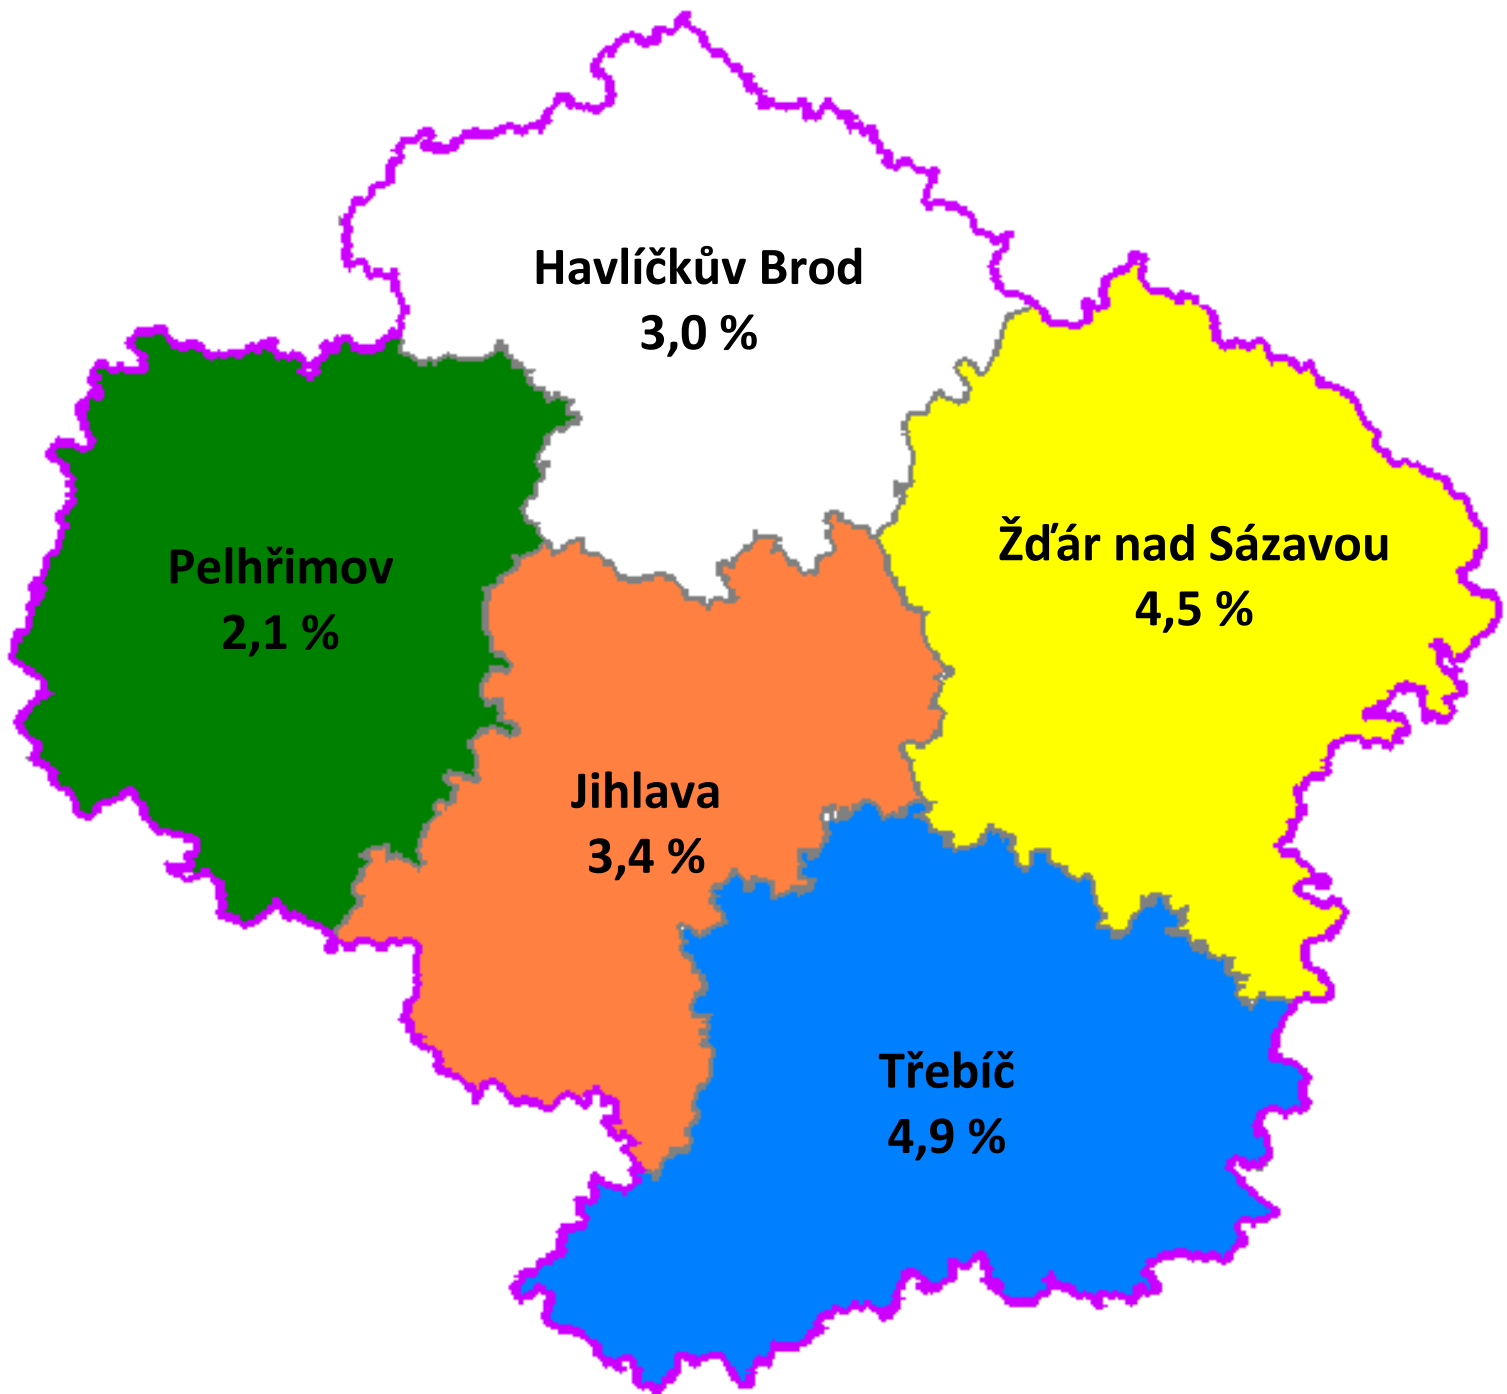 Havlíčkův Brod
3,0 %
Žďár nad Sázavou
4,5 %
Pelhřimov
2,1 %
Jihlava
3,4 %
Třebíč
4,9 %